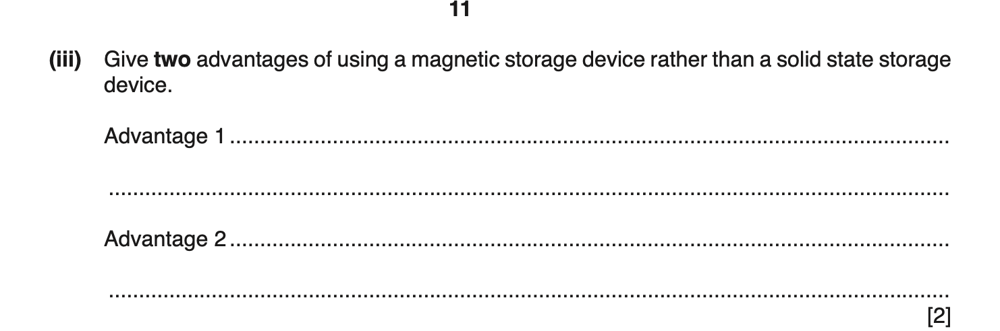 11
(iii) Give two advantages of using a magnetic storage device rather than a solid state storage
device.
Advantage 1 ........................................................................................................................
............................................................................................................................................
Advantage 2 ........................................................................................................................
............................................................................................................................................
[2]